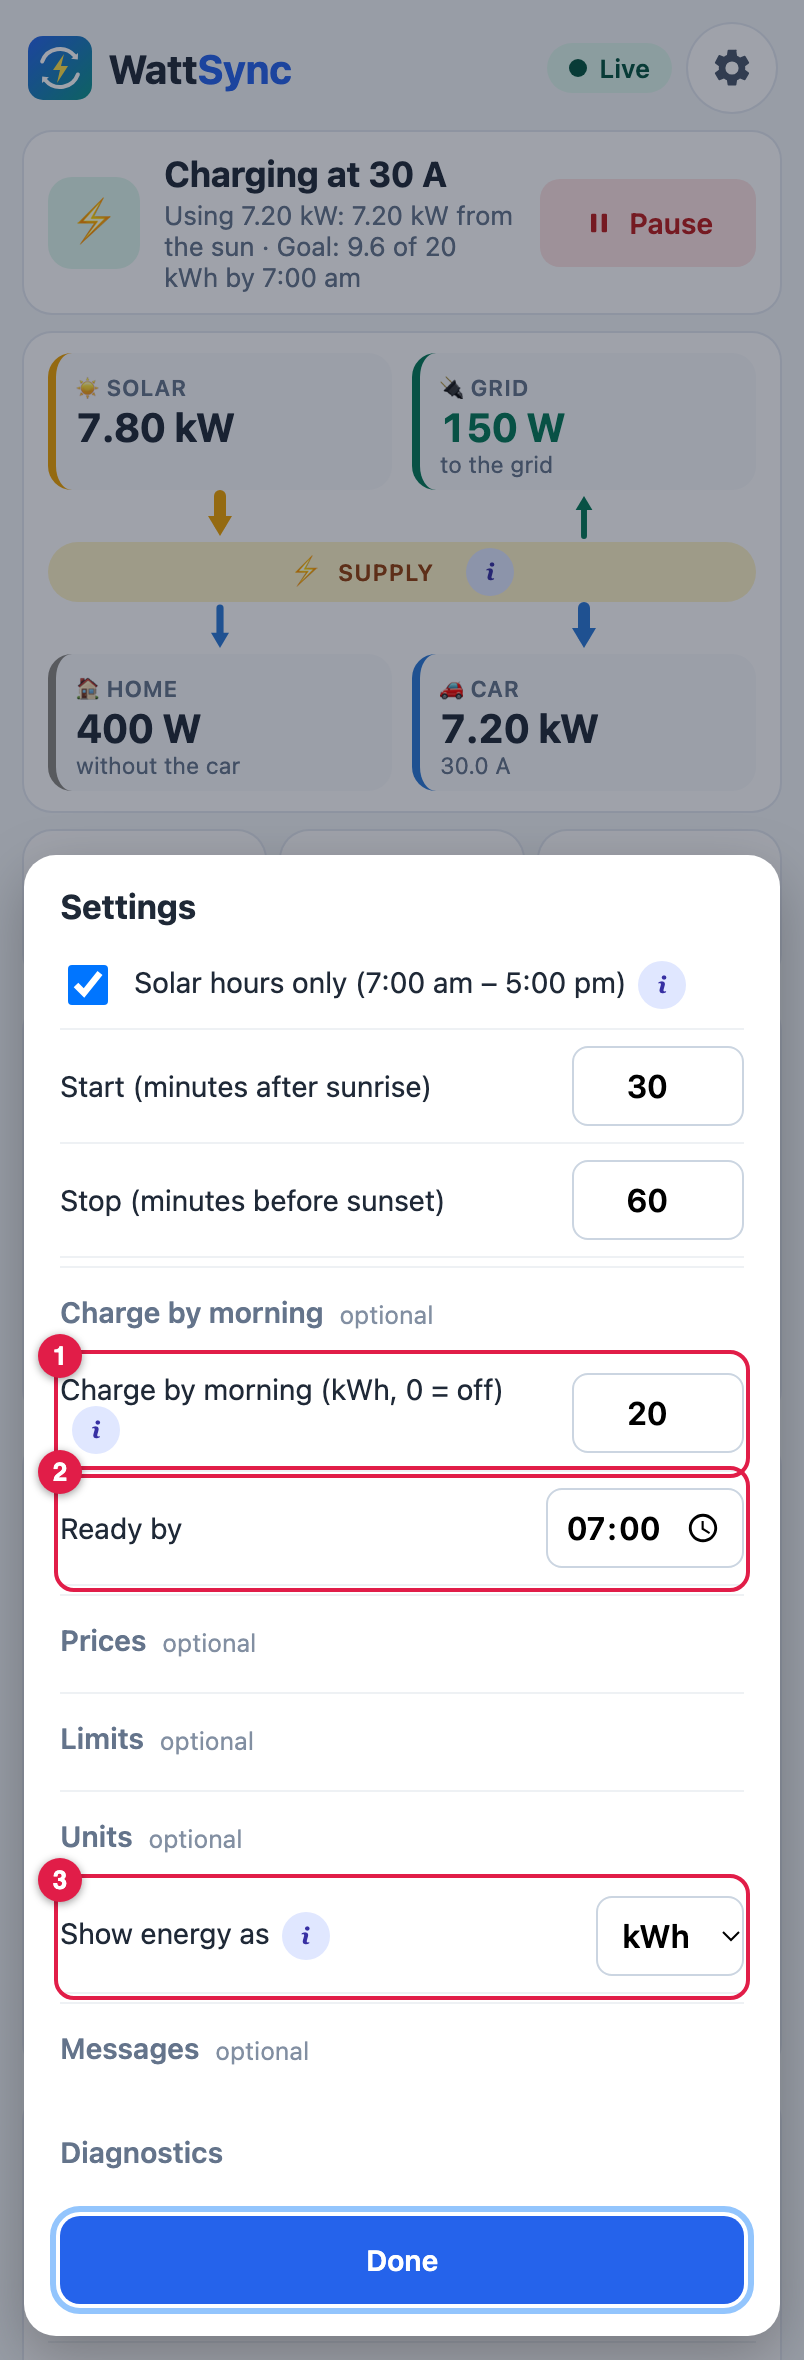 WattSync
Live
Charging at 30 A
Using 7.20 kW: 7.20 kW from
the sun · Goal: 9.6 of 20
kWh by 7:00 am
Pause
SOLAR
7.80 kW
GRID
150 W
to the grid
SUPPLY
i
HOME
400 W
without the car
CAR
7.20 kW
30.0 A
Settings
Solar hours only (7:00 am – 5:00 pm)
i
Start (minutes after sunrise)
30
Stop (minutes before sunset)
60
Charge by morning optional
1
Charge by morning (kWh, 0 = off)
i
20
2
Ready by
07:00
Prices optional
Limits optional
Units optional
3
Show energy as
i
kWh
Messages optional
Diagnostics
Done